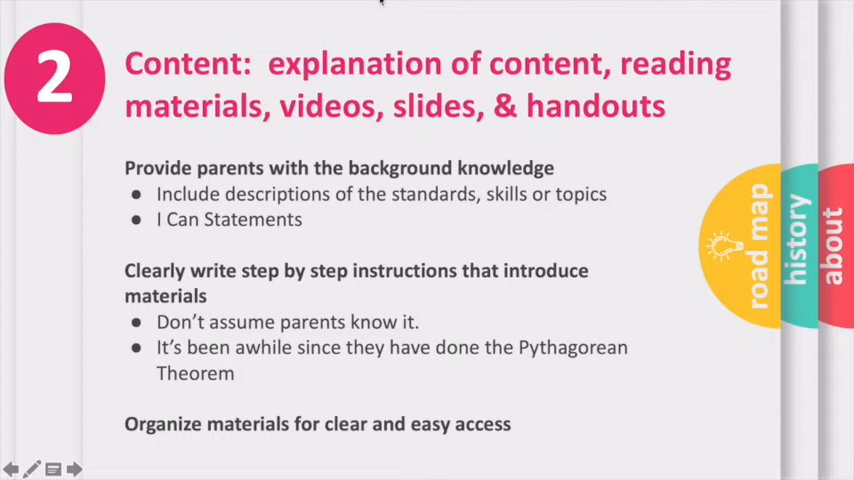 2
Content:  explanation of content, reading
materials, videos, slides, & handouts
Provide parents with the background knowledge
● Include descriptions of the standards, skills or topics
● I Can Statements
Clearly write step by step instructions that introduce
materials
● Don't assume parents know it.
● It's been awhile since they have done the Pythagorean
Theorem
Organize materials for clear and easy access
road map
history
about